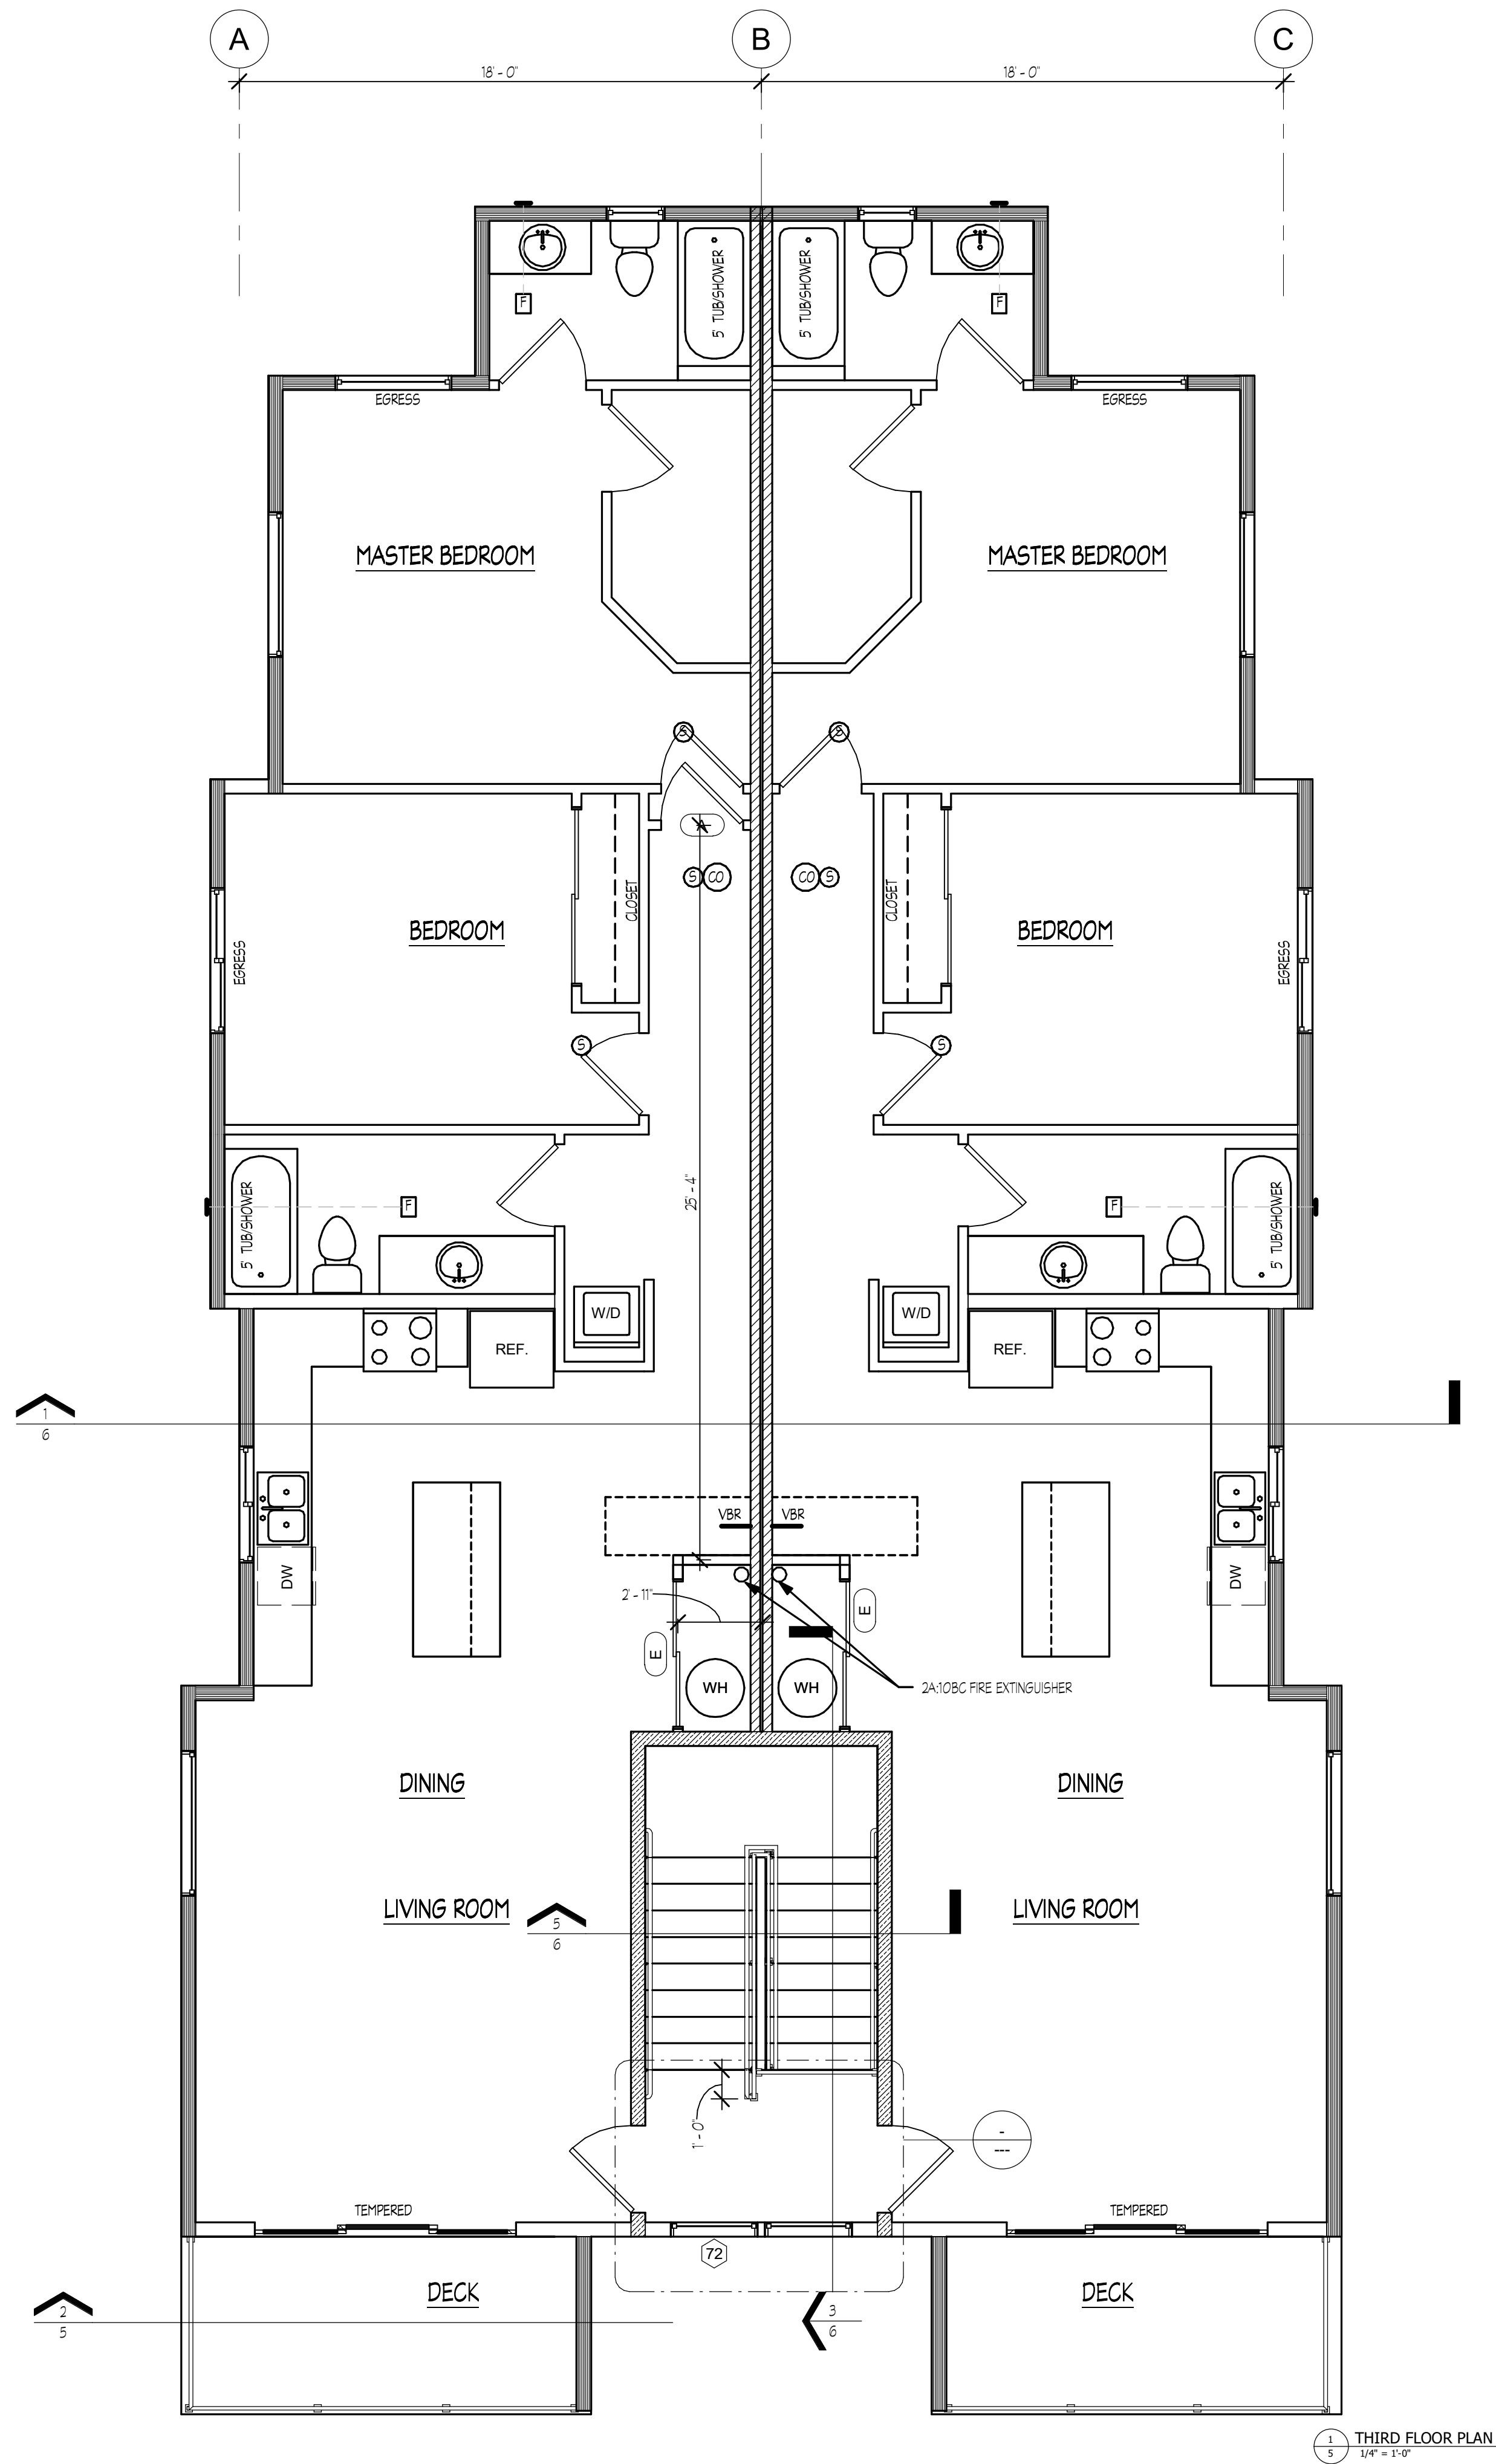 A B C
18' - 0" 18' - 0"
5' TUB/SHOWER 5' TUB/SHOWER
F F
EGRESS EGRESS
MASTER BEDROOM MASTER BEDROOM
S S
A
S CO CO S
CLOSET CLOSET
BEDROOM BEDROOM
EGRESS EGRESS
S S
25' - 4"
F F
5' TUB/SHOWER 5' TUB/SHOWER
W/D W/D
REF. REF.
1
6
VBR VBR
DW DW
2' - 11"
E E
WH WH
2A:10BC FIRE EXTINGUISHER
DINING DINING
LIVING ROOM LIVING ROOM
5
6
1' - 0"
-
---
TEMPERED TEMPERED
72
DECK DECK
2
5
3
6
1 THIRD FLOOR PLAN
5 1/4" = 1'-0"